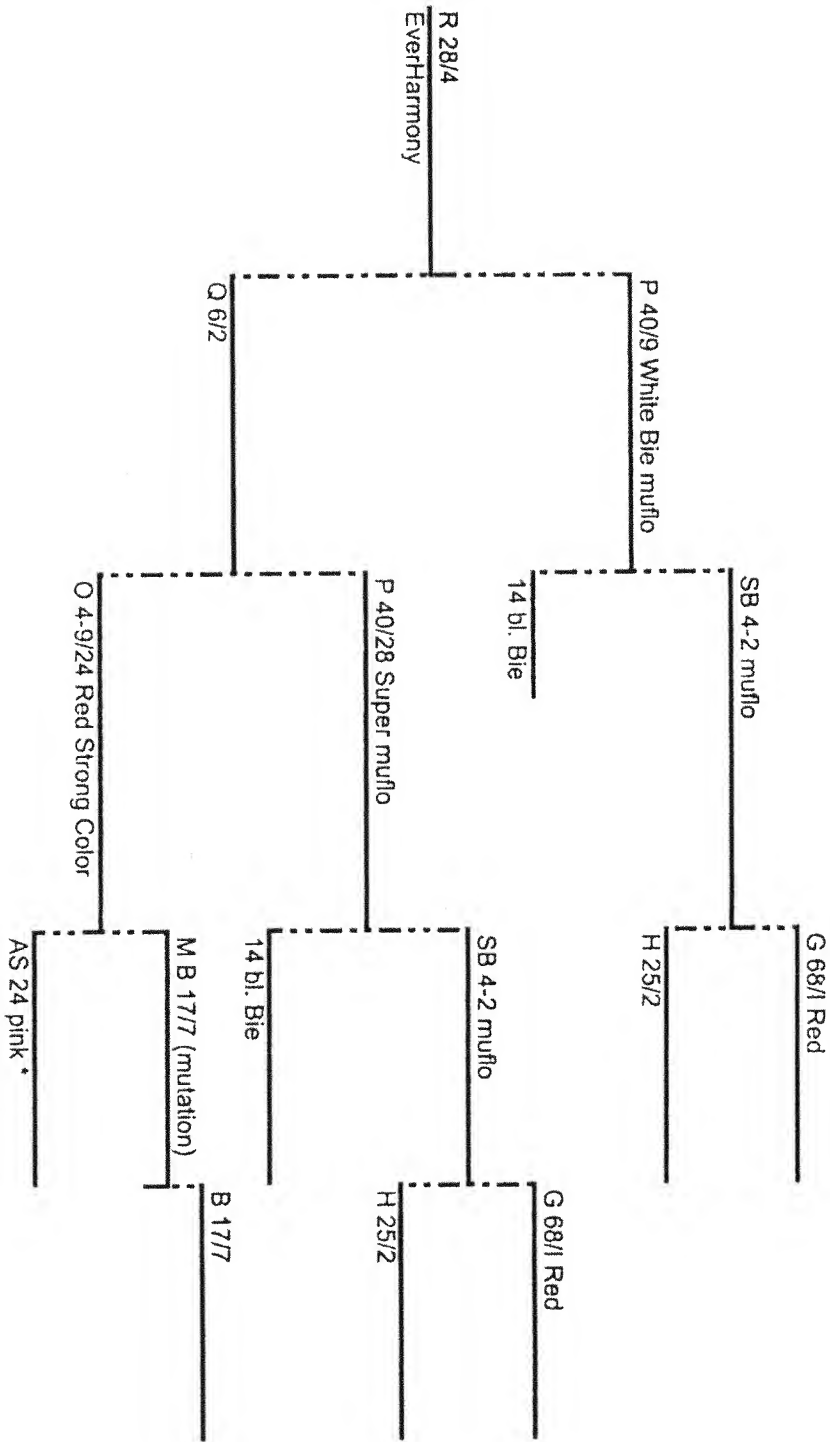 R 28/4
EverHarmony
P 40/9 White Bie muflo
Q 6/2
SB 4-2 muflo
14 bl. Bie
P 40/28 Super muflo
O 4-9/24 Red Strong Color
G 68/I Red
H 25/2
SB 4-2 muflo
14 bl. Bie
M B 17/7 (mutation)
AS 24 pink *
G 68/I Red
H 25/2
B 17/7